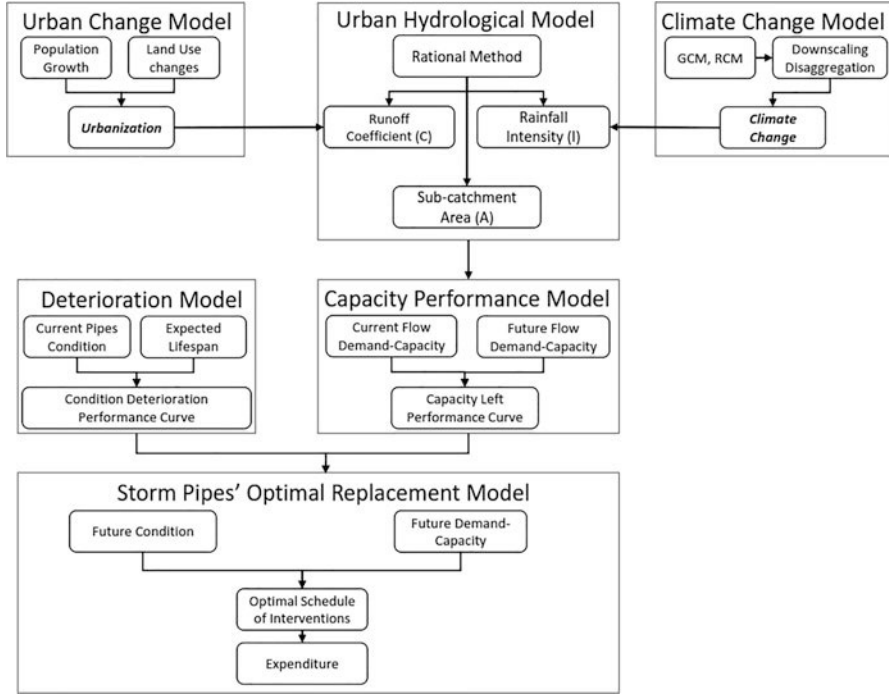 Urban Change Model
Population
Growth
Land Use
changes
Urbanization
Urban Hydrological Model
Rational Method
Runoff
Coefficient (C)
Rainfall
Intensity (I)
Sub-catchment
Area (A)
Climate Change Model
GCM, RCM
Downscaling
Disaggregation
Climate
Change
Deterioration Model
Current Pipes
Condition
Expected
Lifespan
Condition Deterioration
Performance Curve
Capacity Performance Model
Current Flow
Demand-Capacity
Future Flow
Demand-Capacity
Capacity Left
Performance Curve
Storm Pipes' Optimal Replacement Model
Future Condition
Future Demand-
Capacity
Optimal Schedule
of Interventions
Expenditure